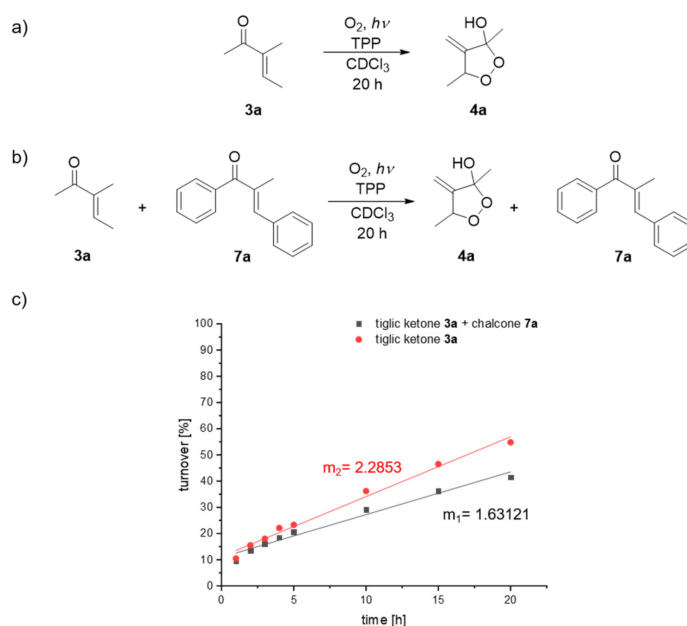 a)
O
3a
O2, hν
TPP
CDCl3
20 h
HO
O
O
4a
b)
O
3a
+
O
7a
O2, hν
TPP
CDCl3
20 h
HO
O
O
4a
+
O
7a
c)
tiglic ketone 3a + chalcone 7a
tiglic ketone 3a
100
90
80
70
60
50
40
30
20
10
0
turnover [%]
m2= 2.2853
m1= 1.63121
0
5
10
15
20
time [h]